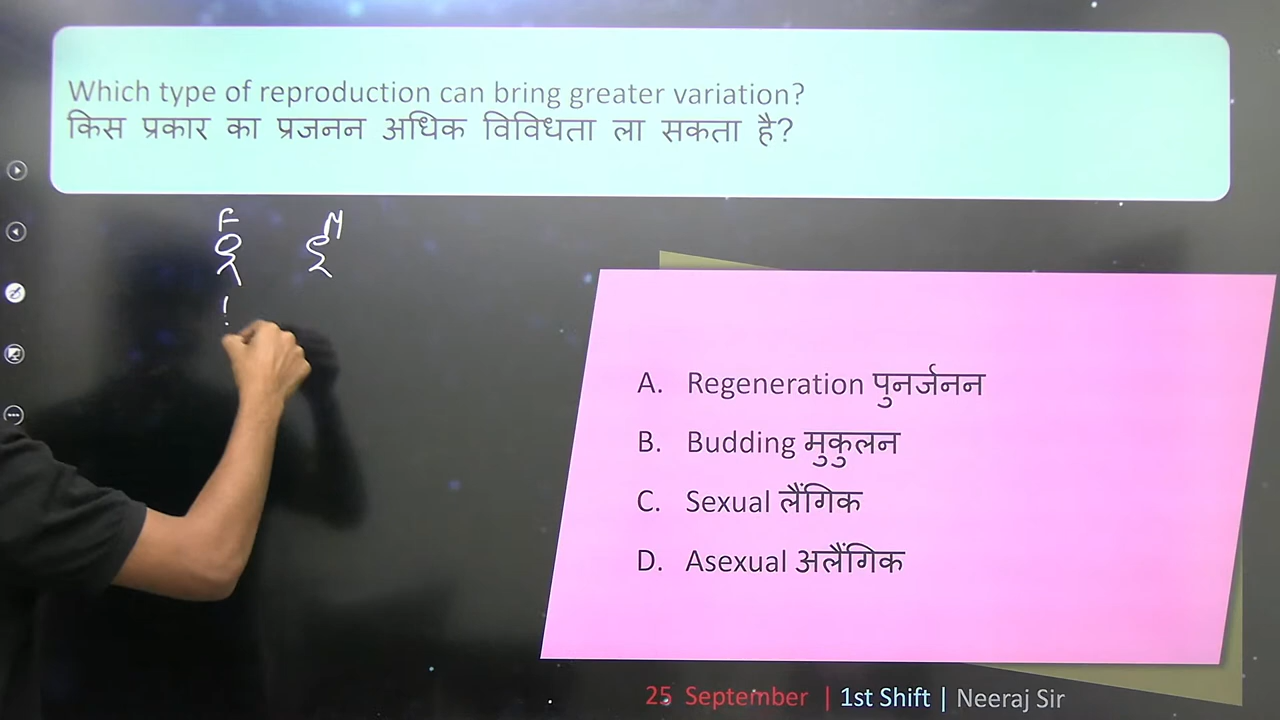 Which type of reproduction can bring greater variation?
किस प्रकार का प्रजनन अधिक विविधता ला सकता है?
F M
A. Regeneration पुनर्जनन
B. Budding मुकुलन
C. Sexual लैंगिक
D. Asexual अलैंगिक
25 September | 1st Shift | Neeraj Sir